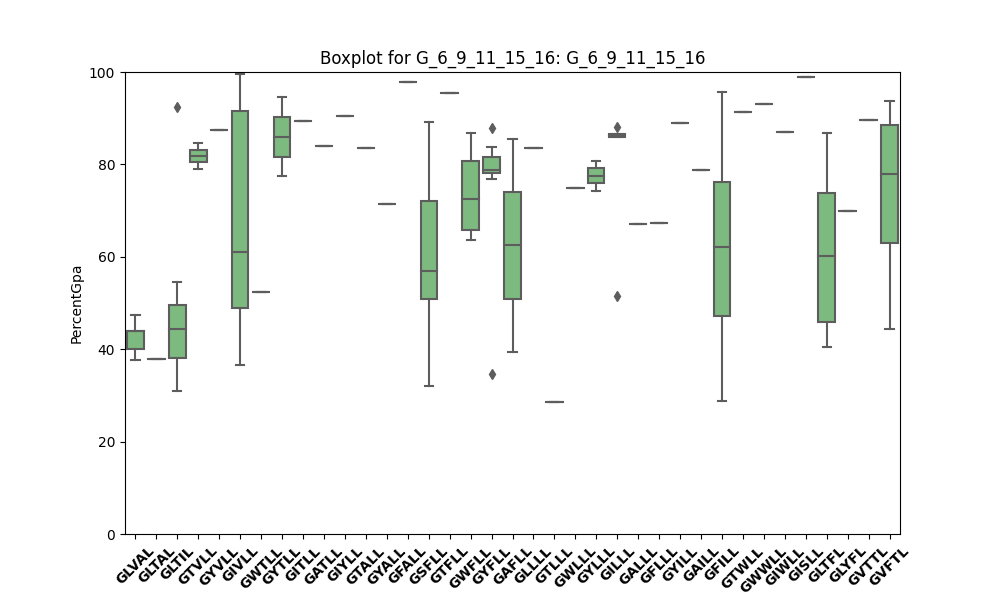 Boxplot for G_6_9_11_15_16: G_6_9_11_15_16
PercentGpa
100
80
60
40
20
0
GLVAL
GLTAL
GLTIL
GTVLL
GYVLL
GIVLL
GWTLL
GYTLL
GITLL
GATLL
GIYLL
GTALL
GYALL
GFALL
GSFLL
GTFLL
GWFLL
GYFLL
GAFLL
GLLLL
GTLLL
GWLLL
GYLLL
GILLL
GALLL
GFLLL
GYILL
GAILL
GFILL
GTWLL
GWWLL
GIWLL
GISLL
GLTFL
GLYFL
GVTTL
GVFTL